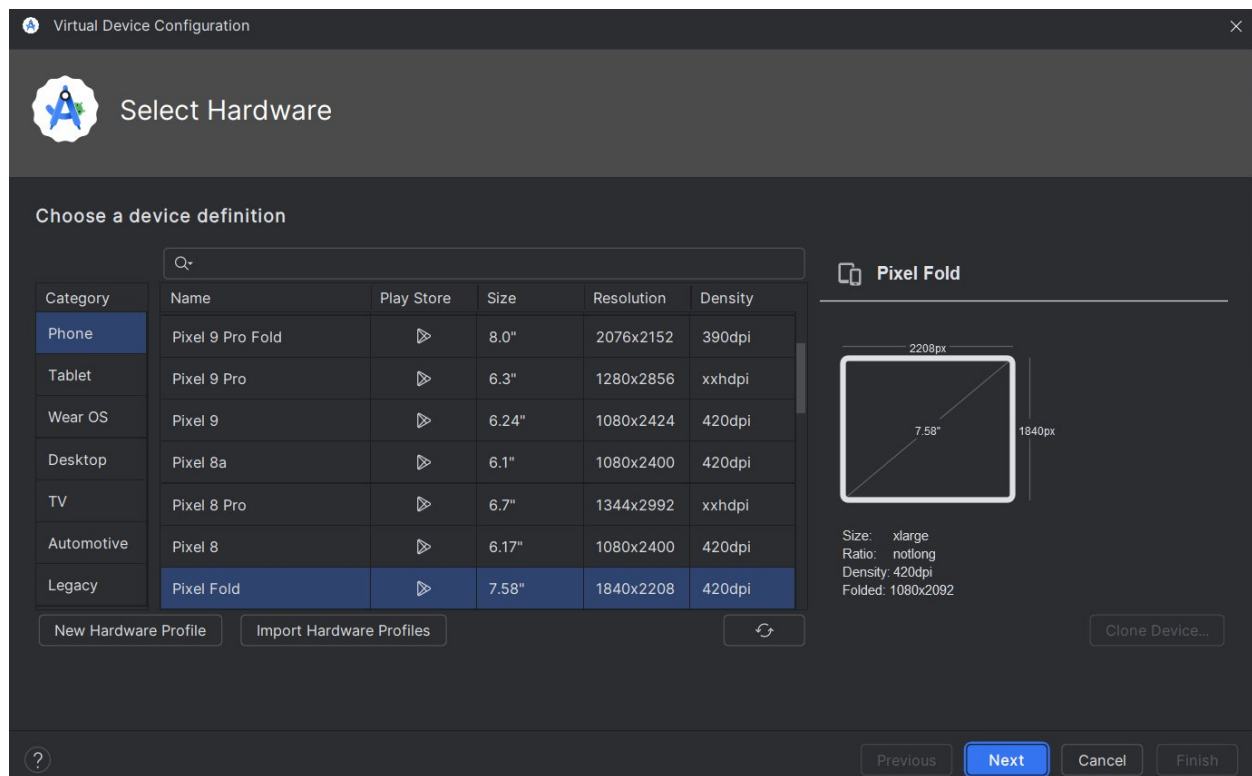 Virtual Device Configuration
Select Hardware
Choose a device definition
Category
Phone
Tablet
Wear OS
Desktop
TV
Automotive
Legacy
Name Play Store Size Resolution Density
Pixel 9 Pro Fold 8.0" 2076x2152 390dpi
Pixel 9 Pro 6.3" 1280x2856 xxhdpi
Pixel 9 6.24" 1080x2424 420dpi
Pixel 8a 6.1" 1080x2400 420dpi
Pixel 8 Pro 6.7" 1344x2992 xxhdpi
Pixel 8 6.17" 1080x2400 420dpi
Pixel Fold 7.58" 1840x2208 420dpi
New Hardware Profile Import Hardware Profiles
Pixel Fold
2208px
7.58"
1840px
Size: xlarge
Ratio: notlong
Density: 420dpi
Folded: 1080x2092
Clone Device...
? Previous Next Cancel Finish